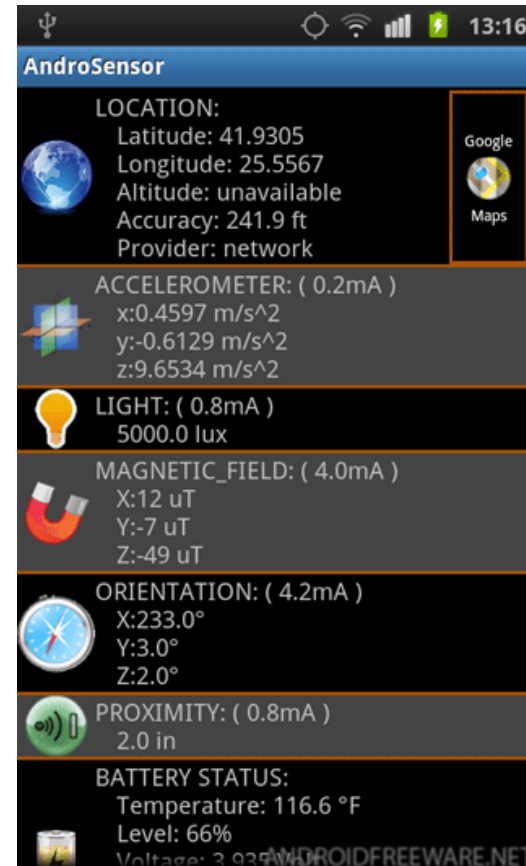 13:16
AndroSensor
LOCATION:
Latitude: 41.9305
Longitude: 25.5567
Altitude: unavailable
Accuracy: 241.9 ft
Provider: network
Google
Maps
ACCELEROMETER: ( 0.2mA )
x:0.4597 m/s^2
y:-0.6129 m/s^2
z:9.6534 m/s^2
LIGHT: ( 0.8mA )
5000.0 lux
MAGNETIC_FIELD: ( 4.0mA )
X:12 uT
Y:-7 uT
Z:-49 uT
ORIENTATION: ( 4.2mA )
X:233.0°
Y:3.0°
Z:2.0°
PROXIMITY: ( 0.8mA )
2.0 in
BATTERY STATUS:
Temperature: 116.6 °F
Level: 66%
Voltage: 3.935
ANDROIDFREEWARE.NET